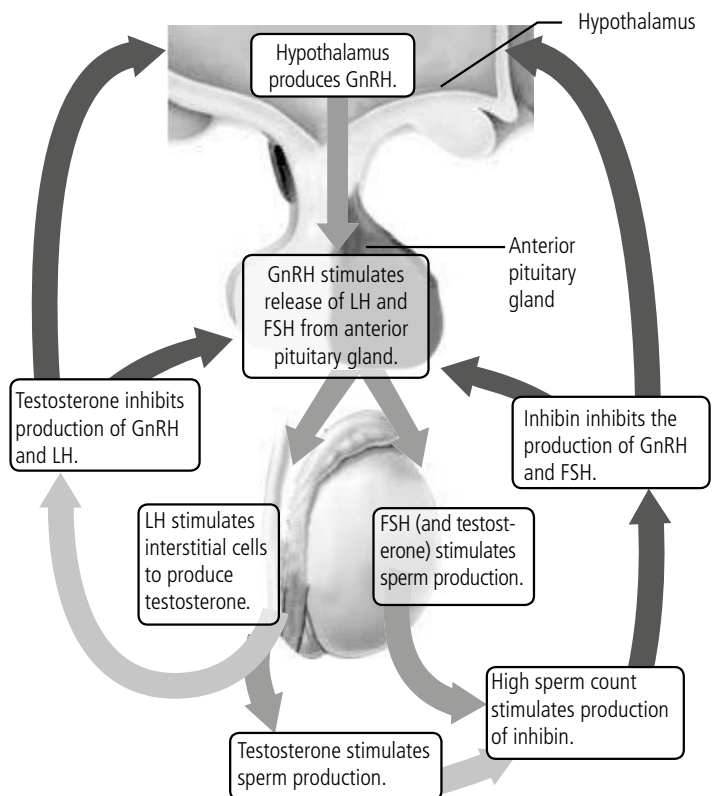 Hypothalamus
Hypothalamus
produces GnRH.
Anterior
pituitary
gland
GnRH stimulates
release of LH and
FSH from anterior
pituitary gland.
Testosterone inhibits
production of GnRH
and LH.
Inhibin inhibits the
production of GnRH
and FSH.
LH stimulates
interstitial cells
to produce
testosterone.
FSH (and testost-
erone) stimulates
sperm production.
High sperm count
stimulates production
of inhibin.
Testosterone stimulates
sperm production.